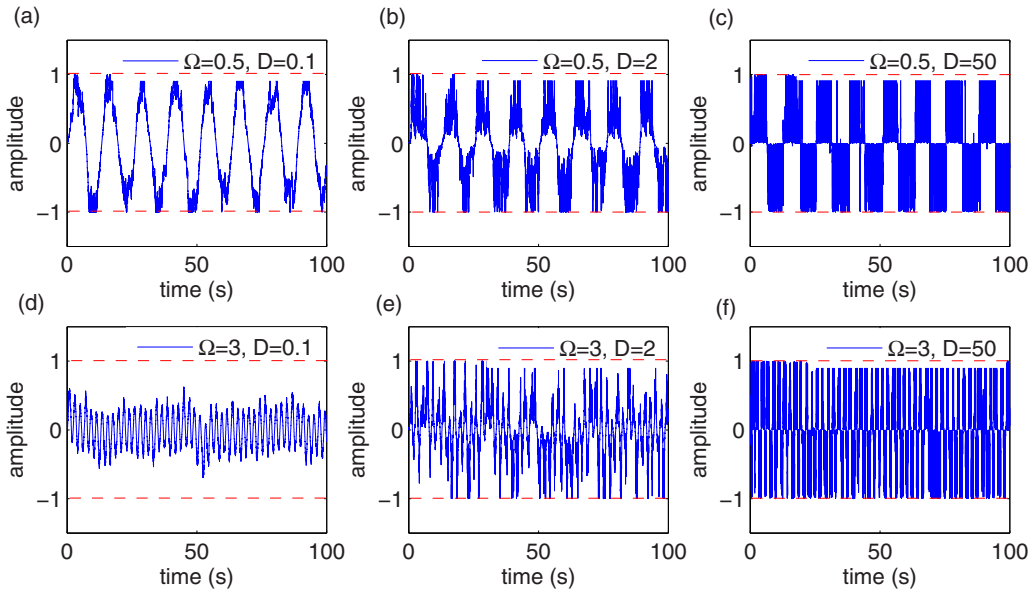 (a)
(b)
(c)
Ω=0.5, D=0.1
Ω=0.5, D=2
Ω=0.5, D=50
1
0
−1
amplitude
0
50
100
time (s)
1
0
−1
amplitude
0
50
100
time (s)
1
0
−1
amplitude
0
50
100
time (s)
(d)
(e)
(f)
Ω=3, D=0.1
Ω=3, D=2
Ω=3, D=50
1
0
−1
amplitude
0
50
100
time (s)
1
0
−1
amplitude
0
50
100
time (s)
1
0
−1
amplitude
0
50
100
time (s)